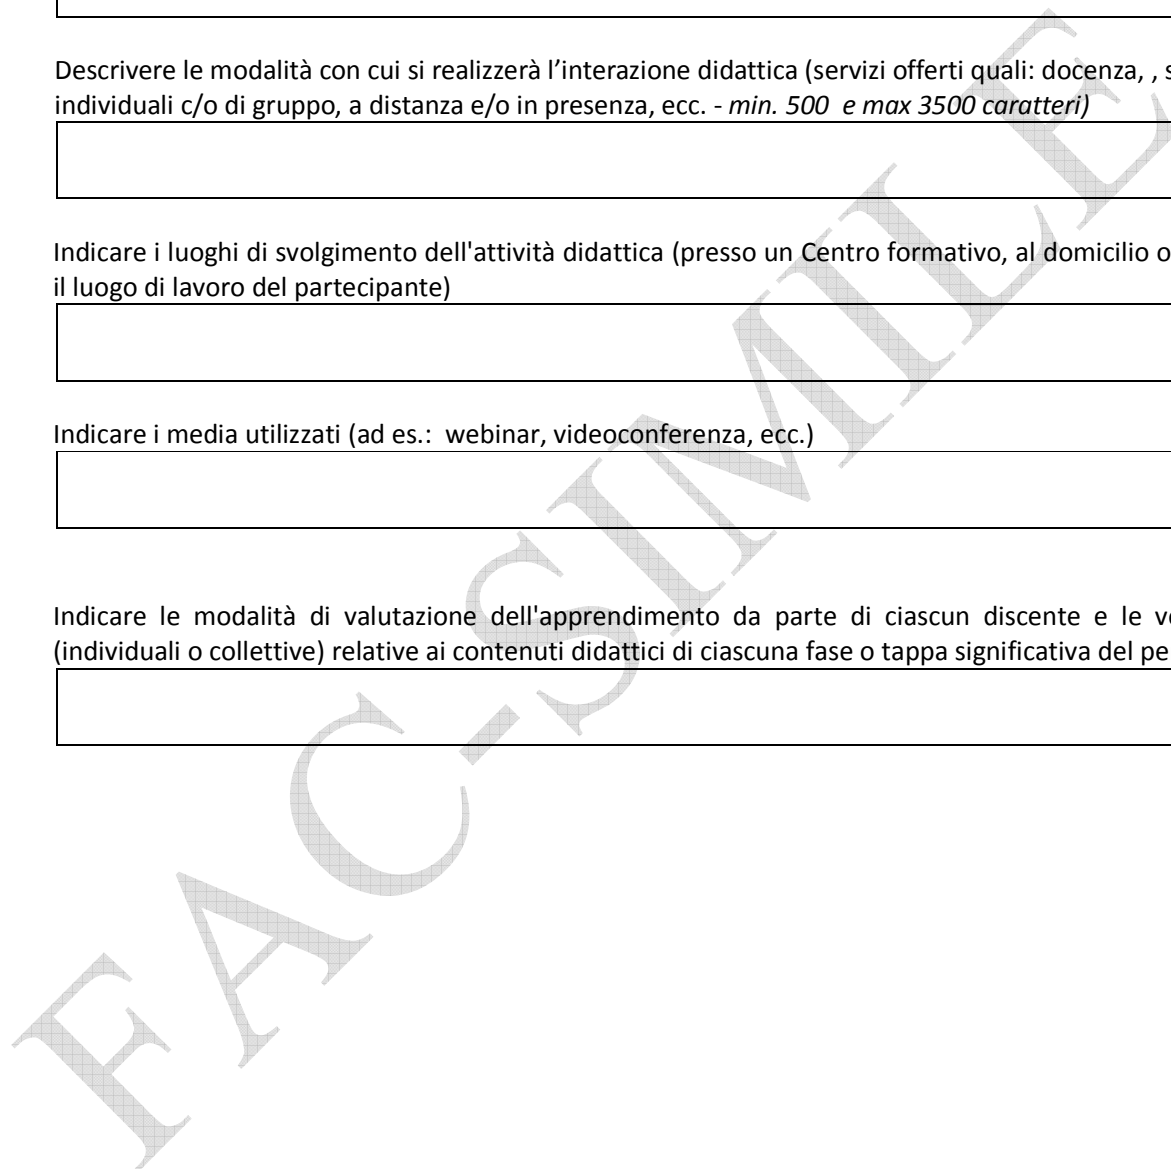 Descrivere le modalità con cui si realizzerà l’interazione didattica (servizi offerti quali: docenza, , s
individuali c/o di gruppo, a distanza e/o in presenza, ecc. - min. 500 e max 3500 caratteri)
Indicare i luoghi di svolgimento dell'attività didattica (presso un Centro formativo, al domicilio o
il luogo di lavoro del partecipante)
Indicare i media utilizzati (ad es.: webinar, videoconferenza, ecc.)
Indicare le modalità di valutazione dell'apprendimento da parte di ciascun discente e le ve
(individuali o collettive) relative ai contenuti didattici di ciascuna fase o tappa significativa del pe
FAC-SIMILE